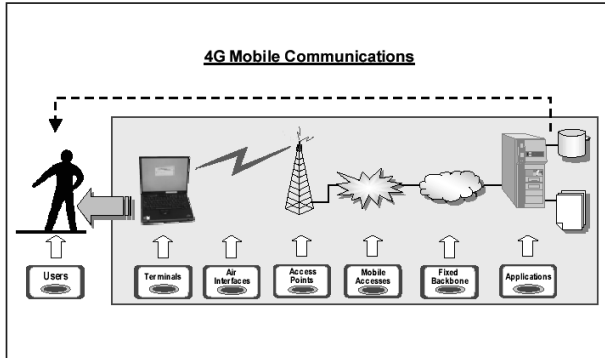 4G Mobile Communications
Users
Terminals
Air
Interfaces
Access
Points
Mobile
Accesses
Fixed
Backbone
Applications